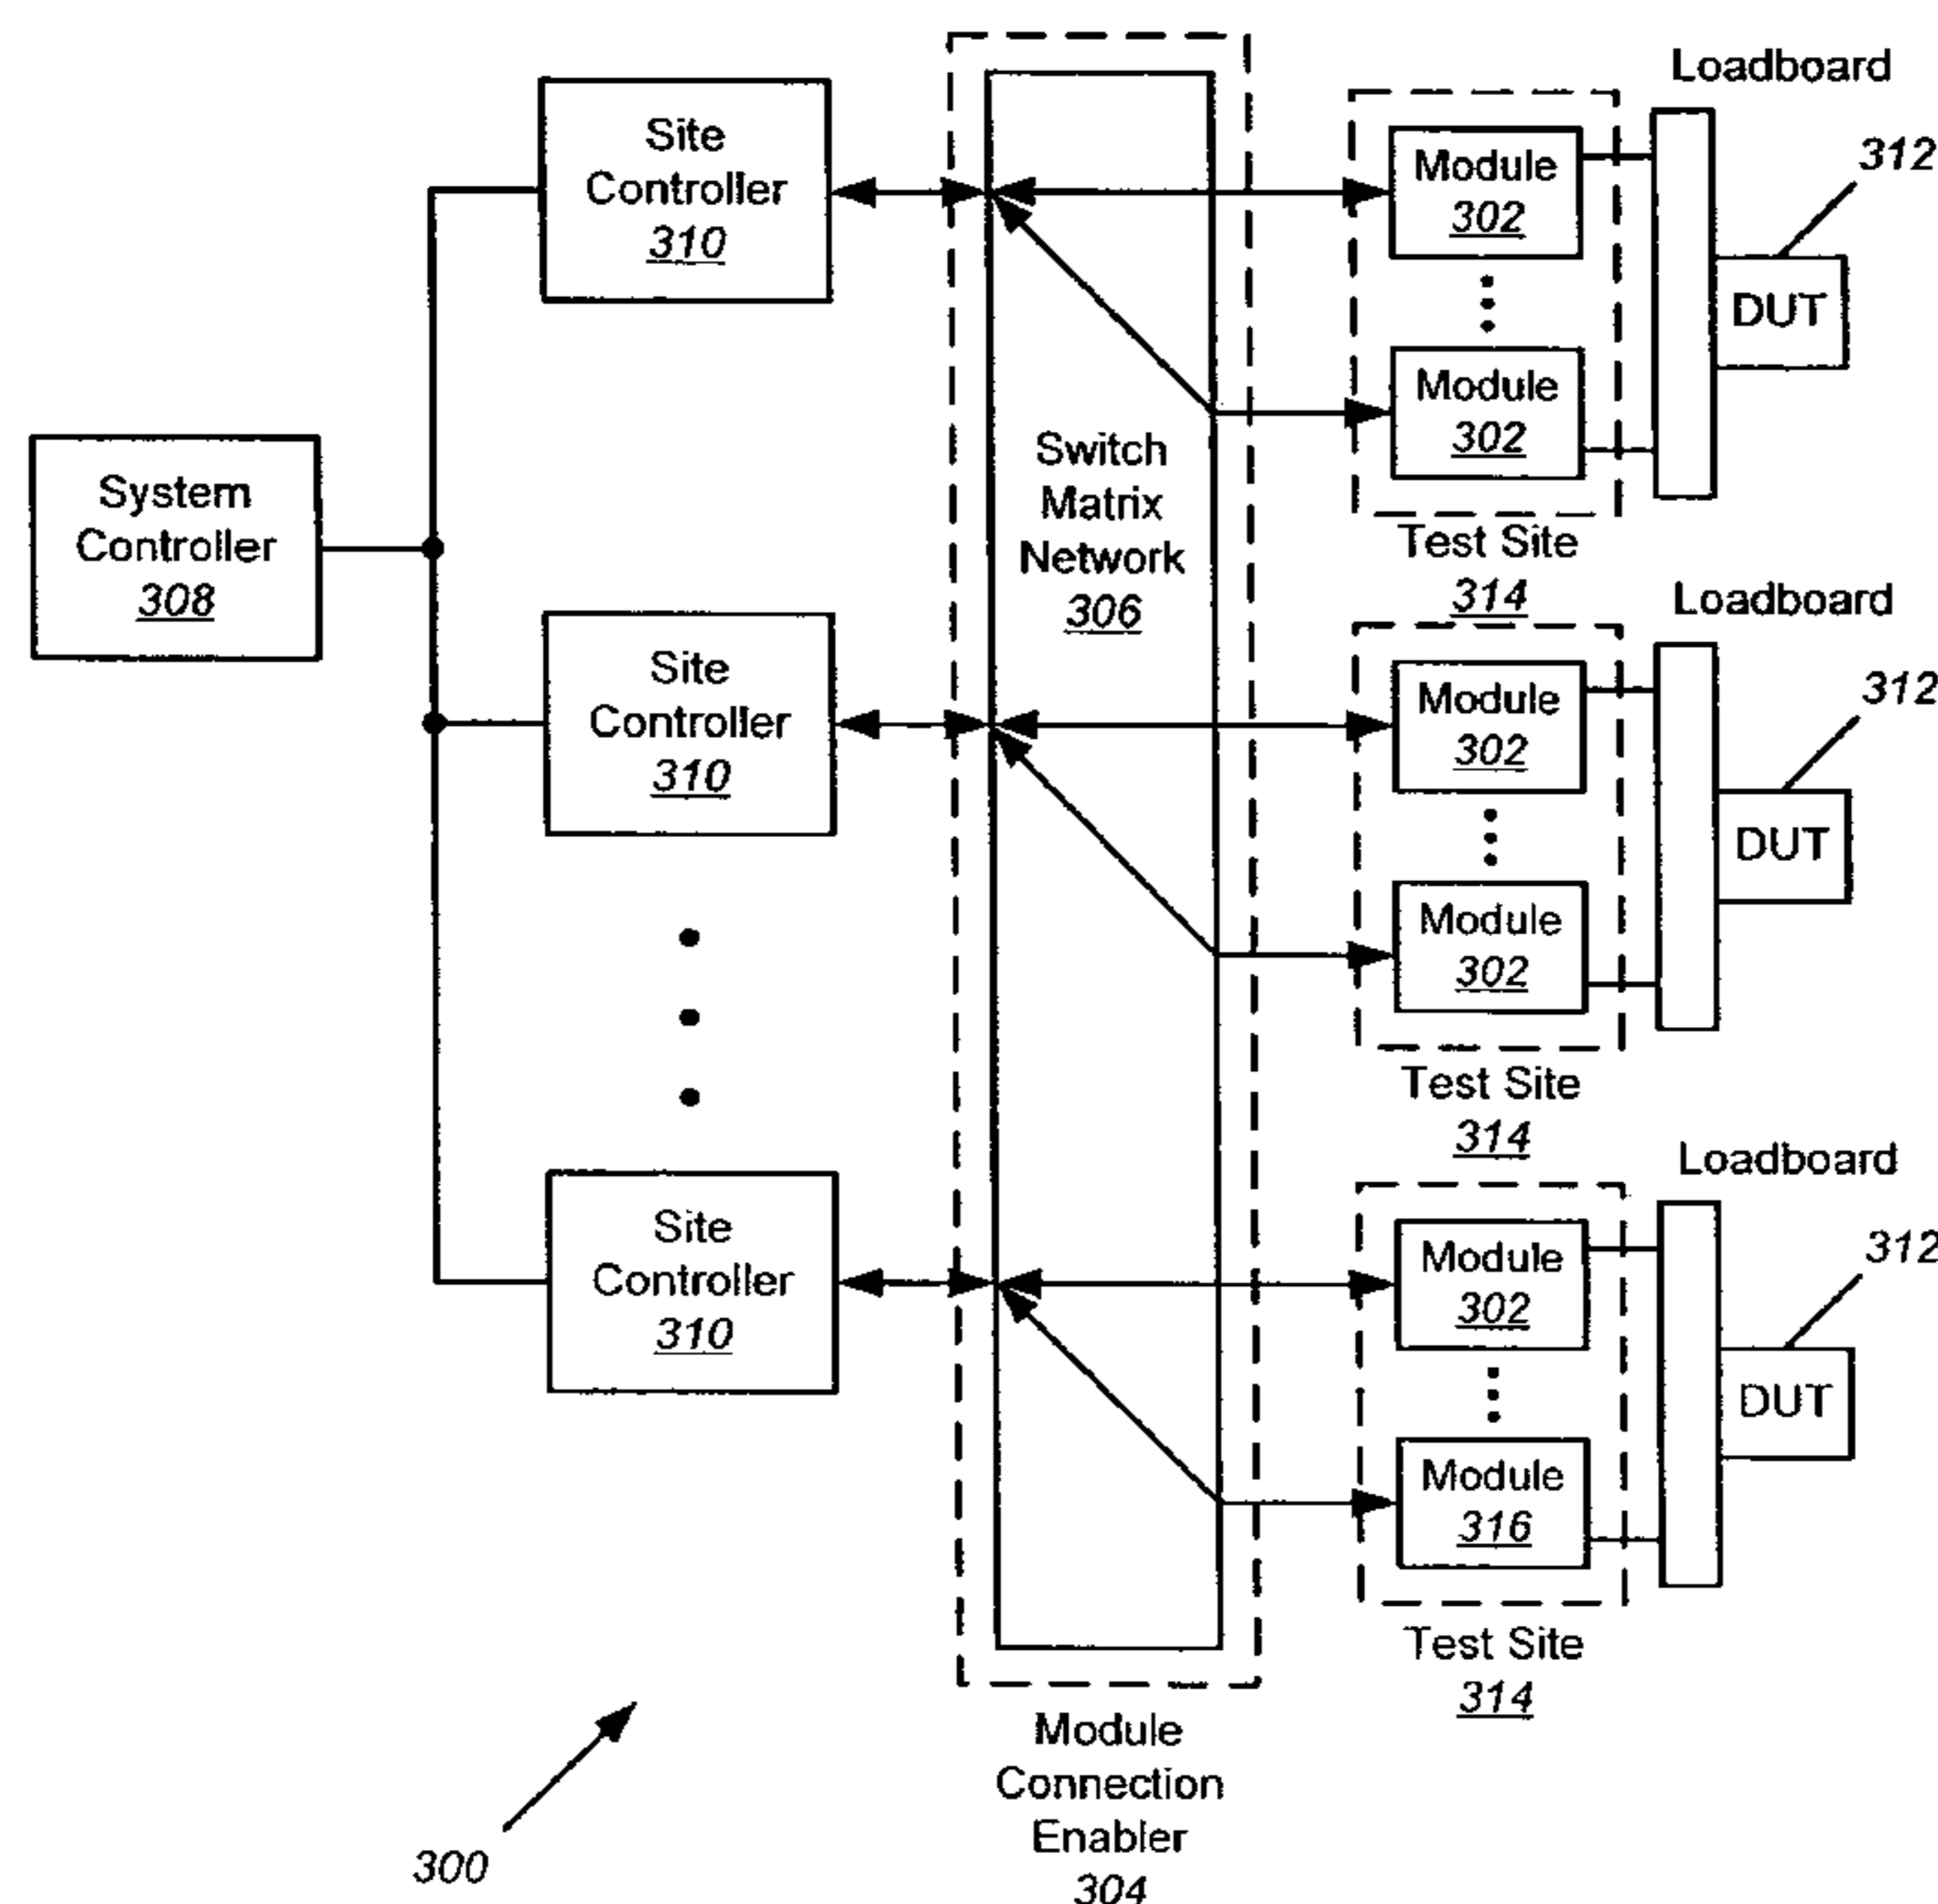 System
Controller
308
Site
Controller
310
Site
Controller
310
Site
Controller
310
Switch
Matrix
Network
306
Module
Connection
Enabler
304
Loadboard
Module
302
Module
302
312
DUT
Test Site
314
Loadboard
Module
302
Module
302
312
DUT
Test Site
314
Loadboard
Module
302
Module
316
312
DUT
Test Site
314
300